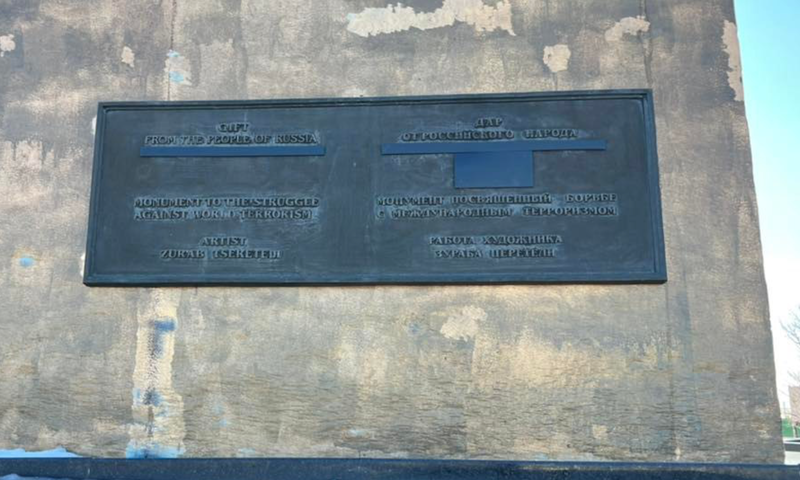 GIFT
FROM THE PEOPLE OF RUSSIA
MONUMENT TO THE STRUGGLE
AGAINST WORLD TERRORISM
ARTIST
ZURAB TSERETELI
ДАР
ОТ РОССИЙСКОГО НАРОДА
МОНУМЕНТ ПОСВЯЩЕННЫЙ БОРЬБЕ
С МЕЖДУНАРОДНЫМ ТЕРРОРИЗМОМ
РАБОТА ХУДОЖНИКА
ЗУРАБА ЦЕРЕТЕЛИ